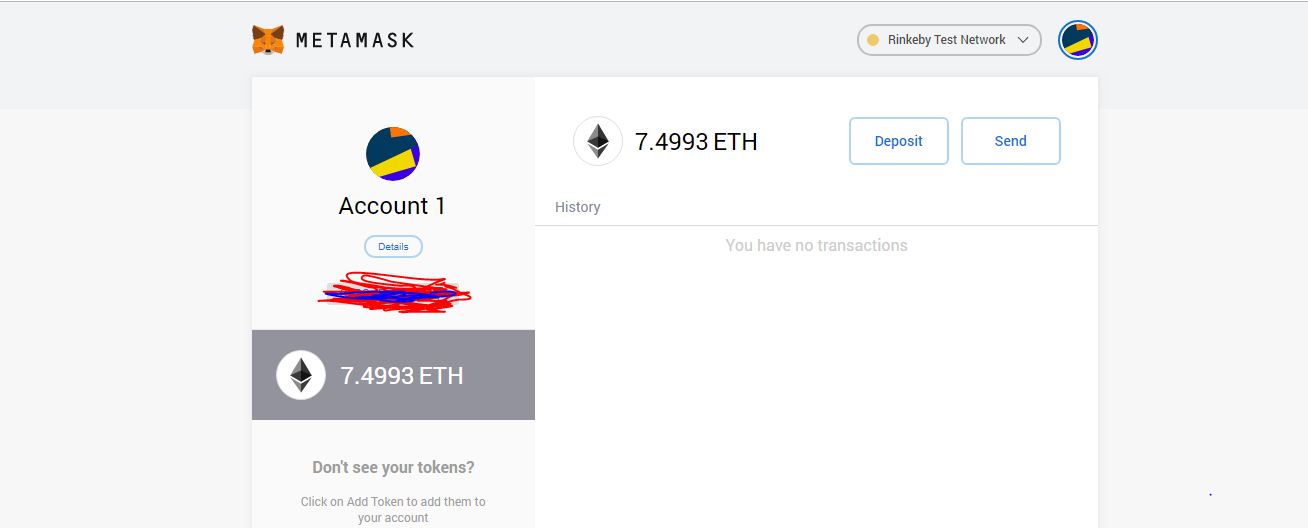 METAMASK
Rinkeby Test Network
Account 1
Details
7.4993 ETH
Don't see your tokens?
Click on Add Token to add them to
your account
7.4993 ETH
Deposit
Send
History
You have no transactions